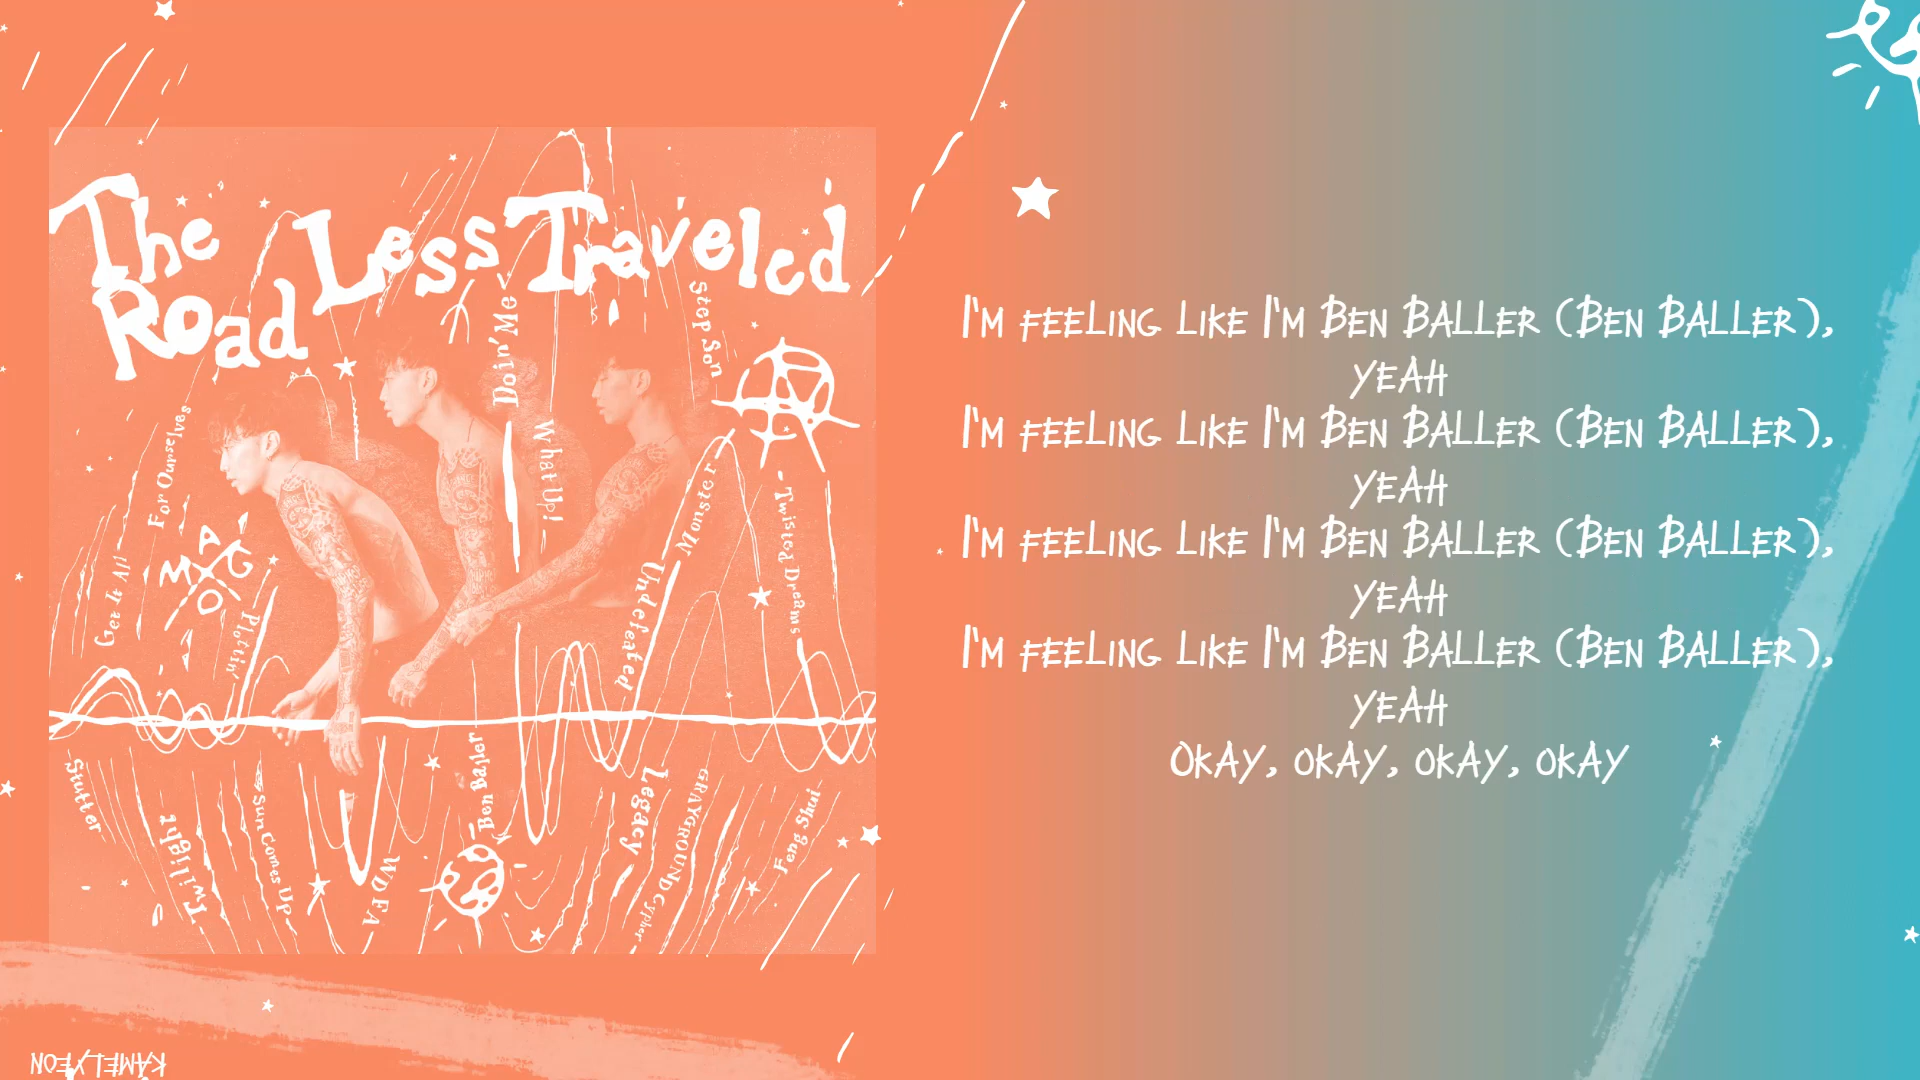 The
Road Less Traveled
Doin' Me
Step Son
For Ourselves
What Up!
Monster
Twisted Dreams
Get It All
MOTAC
Plottin'
Undefeated
Stutter
Twilight
Sun Comes Up
WDFA
Ben Baller
Legacy
GRAYGROUND Cypher
Feng Shui
I'm feeling like I'm Ben Baller (Ben Baller),
yeah
I'm feeling like I'm Ben Baller (Ben Baller),
yeah
I'm feeling like I'm Ben Baller (Ben Baller),
yeah
I'm feeling like I'm Ben Baller (Ben Baller),
yeah
Okay, okay, okay, okay
KAMELYEON